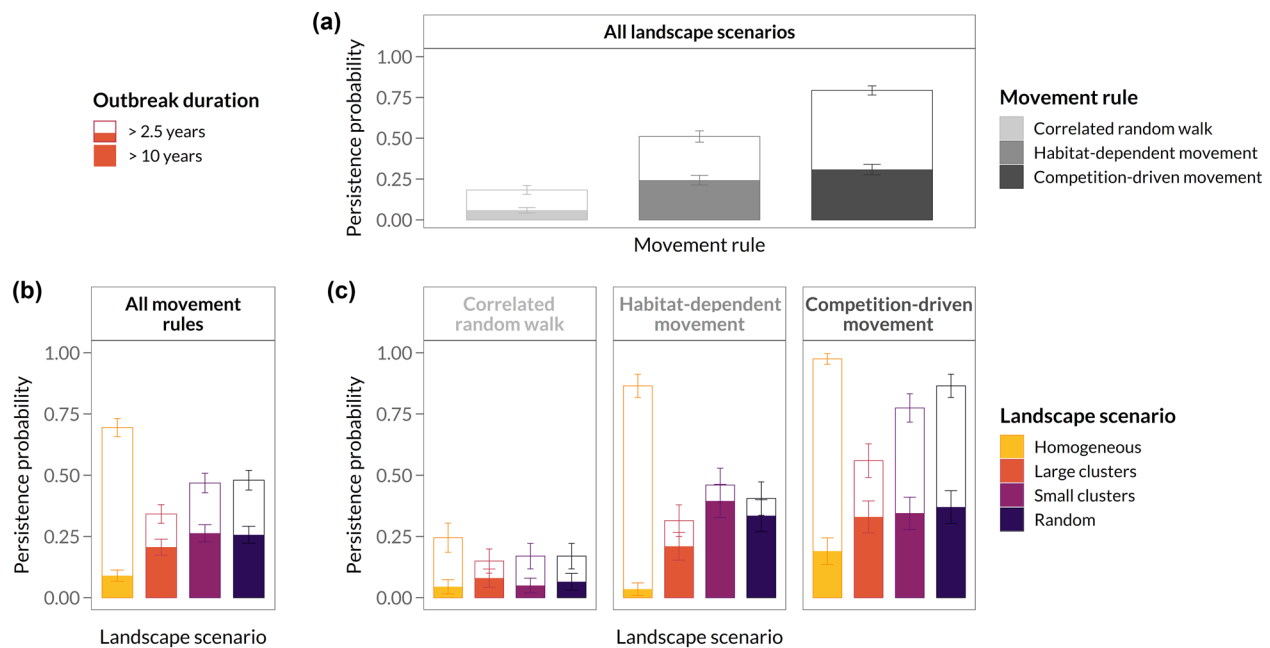 (a)
All landscape scenarios
Persistence probability
1.00
0.75
0.50
0.25
0.00
Movement rule
Outbreak duration
> 2.5 years
> 10 years
Movement rule
Correlated random walk
Habitat-dependent movement
Competition-driven movement
(b)
All movement
rules
Persistence probability
1.00
0.75
0.50
0.25
0.00
Landscape scenario
(c)
Correlated
random walk
Habitat-dependent
movement
Competition-driven
movement
Persistence probability
1.00
0.75
0.50
0.25
0.00
Landscape scenario
Landscape scenario
Homogeneous
Large clusters
Small clusters
Random